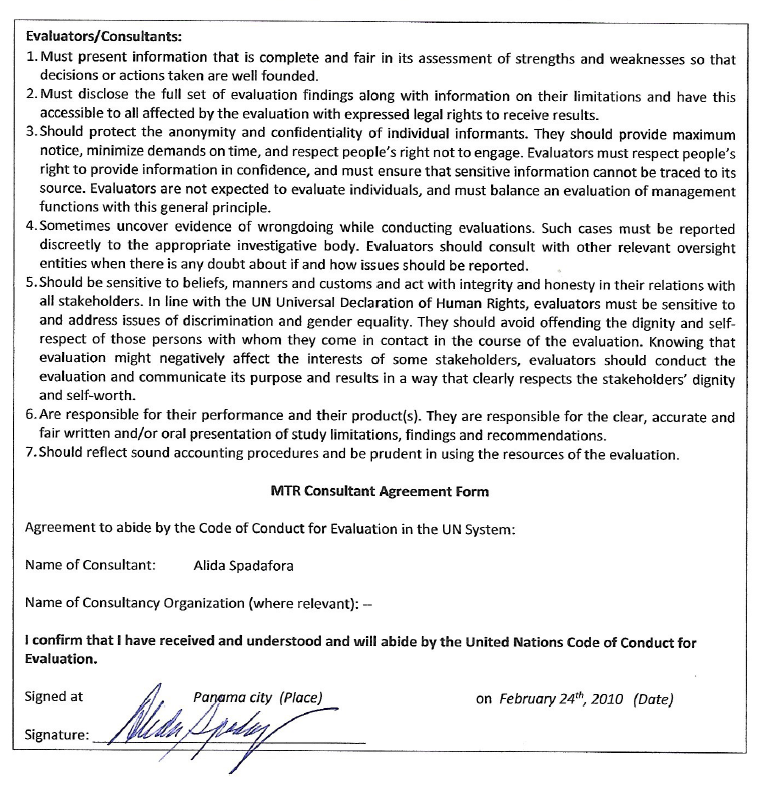 Evaluators/Consultants:
1. Must present information that is complete and fair in its assessment of strengths and weaknesses so that
decisions or actions taken are well founded.
2. Must disclose the full set of evaluation findings along with information on their limitations and have this
accessible to all affected by the evaluation with expressed legal rights to receive results.
3. Should protect the anonymity and confidentiality of individual informants. They should provide maximum
notice, minimize demands on time, and respect people's right not to engage. Evaluators must respect people's
right to provide information in confidence, and must ensure that sensitive information cannot be traced to its
source. Evaluators are not expected to evaluate individuals, and must balance an evaluation of management
functions with this general principle.
4. Sometimes uncover evidence of wrongdoing while conducting evaluations. Such cases must be reported
discreetly to the appropriate investigative body. Evaluators should consult with other relevant oversight
entities when there is any doubt about if and how issues should be reported.
5. Should be sensitive to beliefs, manners and customs and act with integrity and honesty in their relations with
all stakeholders. In line with the UN Universal Declaration of Human Rights, evaluators must be sensitive to
and address issues of discrimination and gender equality. They should avoid offending the dignity and self-
respect of those persons with whom they come in contact in the course of the evaluation. Knowing that
evaluation might negatively affect the interests of some stakeholders, evaluators should conduct the
evaluation and communicate its purpose and results in a way that clearly respects the stakeholders' dignity
and self-worth.
6. Are responsible for their performance and their product(s). They are responsible for the clear, accurate and
fair written and/or oral presentation of study limitations, findings and recommendations.
7. Should reflect sound accounting procedures and be prudent in using the resources of the evaluation.
MTR Consultant Agreement Form
Agreement to abide by the Code of Conduct for Evaluation in the UN System:
Name of Consultant: Alida Spadafora
Name of Consultancy Organization (where relevant): --
I confirm that I have received and understood and will abide by the United Nations Code of Conduct for
Evaluation.
Signed at Panama city (Place) on February 24th, 2010 (Date)
Signature: Alida Spadaf